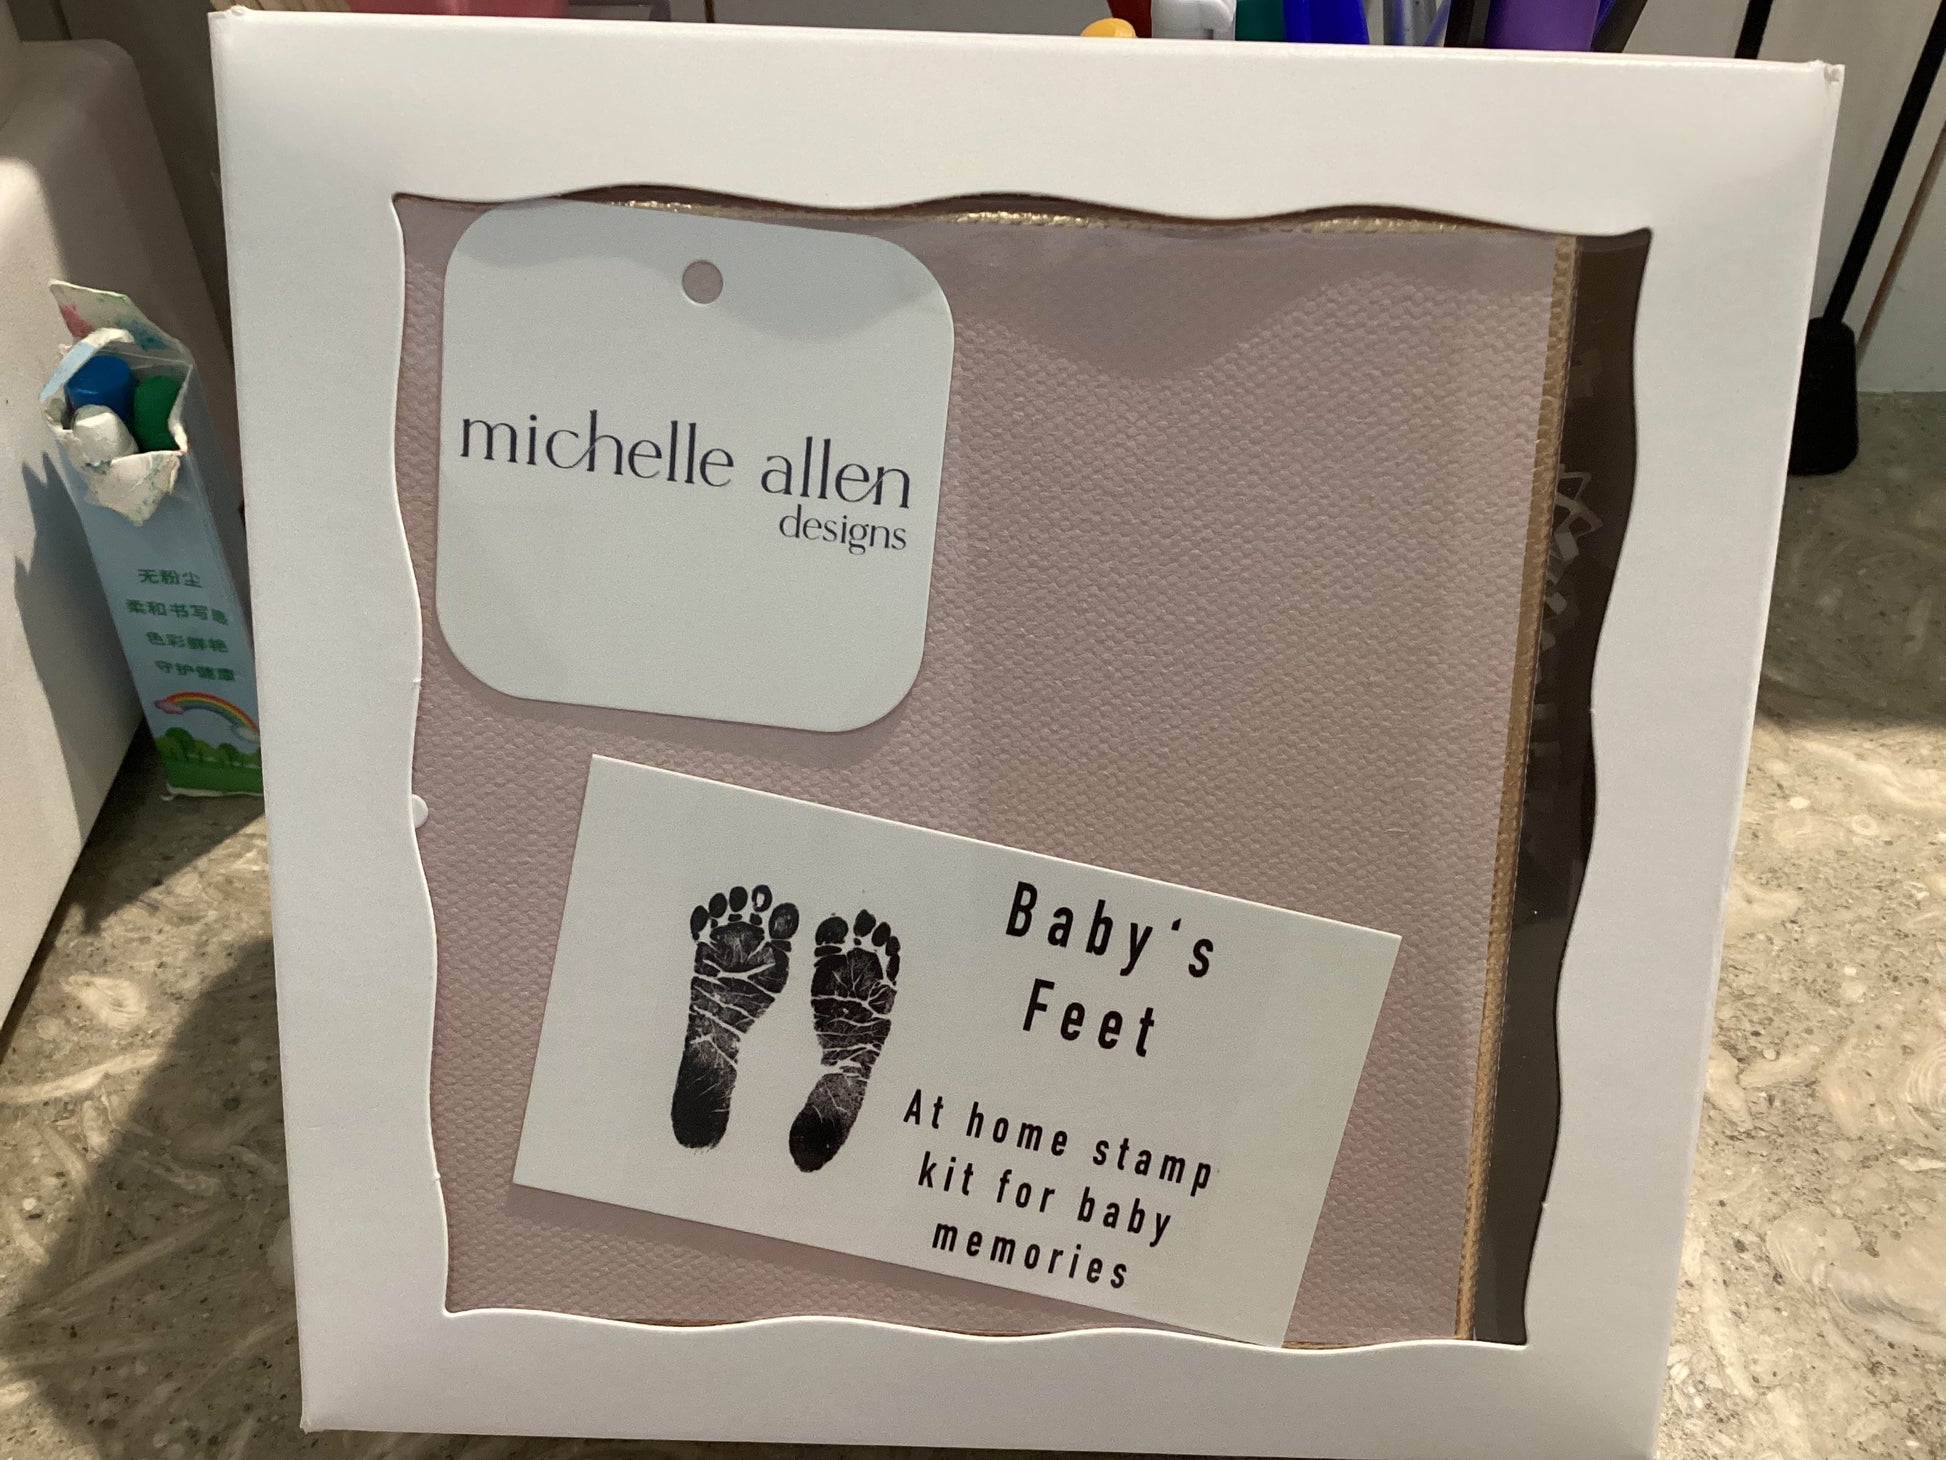 michelle allen
designs
Baby‘s
Feet
At home stamp
kit for baby
memories
无粉尘
柔和书写
色彩鲜艳
守护健康